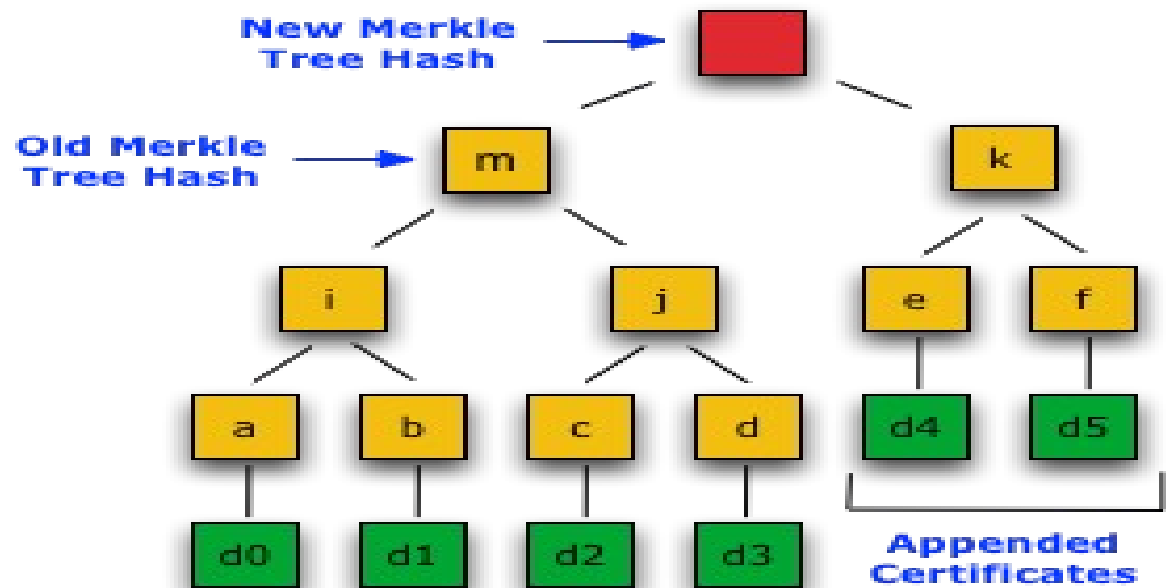 New Merkle
Tree Hash
Old Merkle
Tree Hash
m
k
i
j
e
f
a
b
c
d
d4
d5
d0
d1
d2
d3
Appended
Certificates